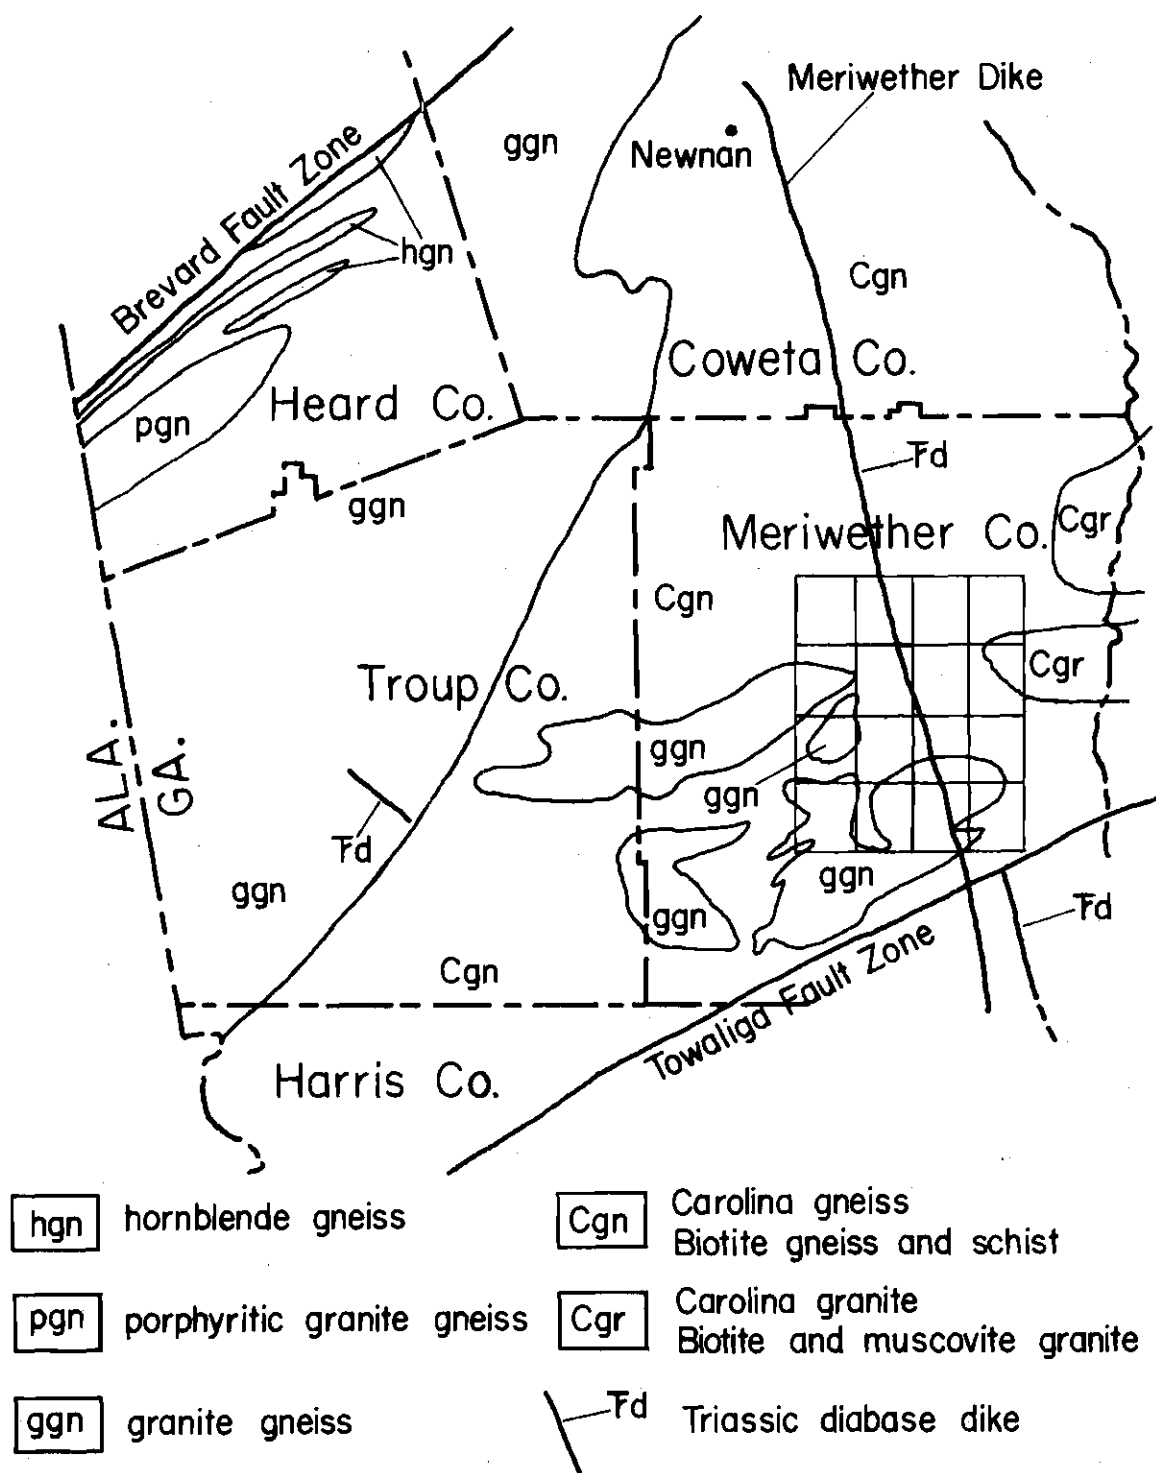 Meriwether Dike
ggn
Newnan
Brevard Fault Zone
hgn
Cgn
Coweta Co.
Heard Co.
pgn
Ŧd
ggn
Meriwether Co.
Cgr
Cgn
Cgr
Troup Co.
ggn
ALA.
GA.
ggn
Ŧd
ggn
ggn
ggn
Ŧd
Cgn
Towaliga Fault Zone
Harris Co.
hgn hornblende gneiss
Cgn Carolina gneiss
Biotite gneiss and schist
pgn porphyritic granite gneiss
Cgr Carolina granite
Biotite and muscovite granite
ggn granite gneiss
Ŧd Triassic diabase dike